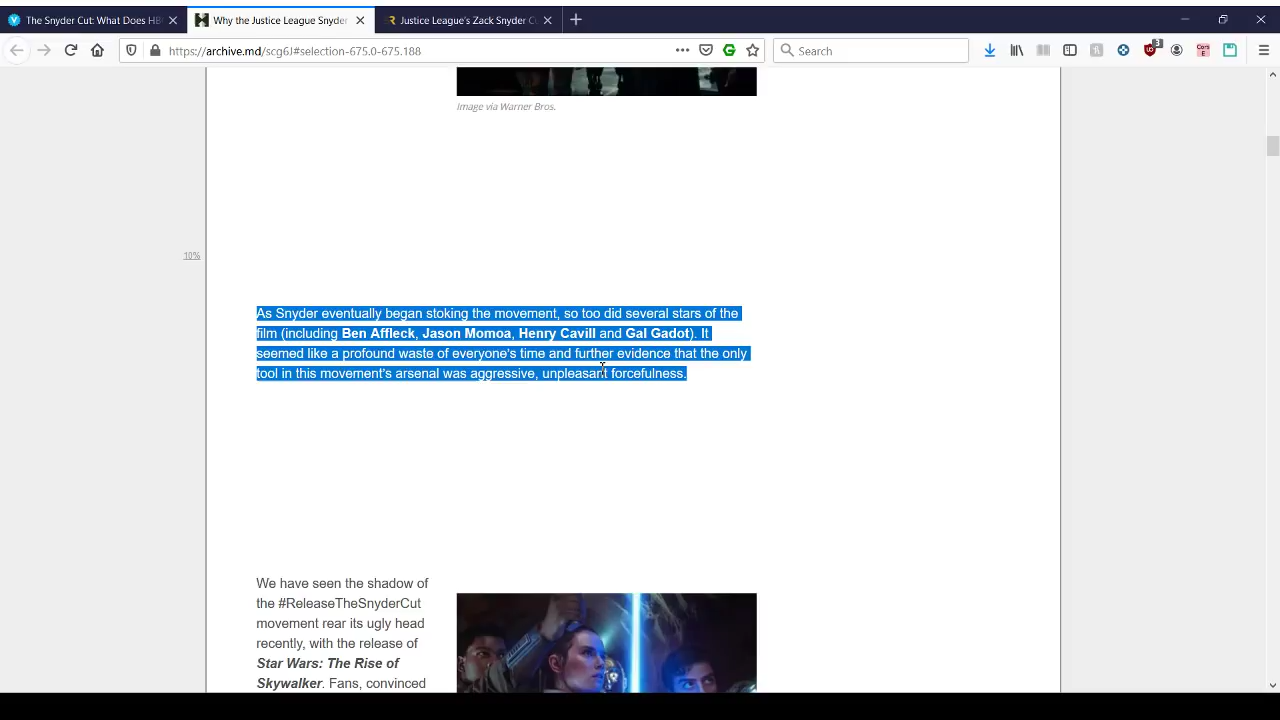 The Snyder Cut: What Does HB
Why the Justice League Snyder
Justice League's Zack Snyder C
https://archive.md/scg6J#selection-675.0-675.188
Search
3
Image via Warner Bros.
10%
As Snyder eventually began stoking the movement, so too did several stars of the
film (including Ben Affleck, Jason Momoa, Henry Cavill and Gal Gadot). It
seemed like a profound waste of everyone's time and further evidence that the only
tool in this movement's arsenal was aggressive, unpleasant forcefulness.
We have seen the shadow of
the #ReleaseTheSnyderCut
movement rear its ugly head
recently, with the release of
Star Wars: The Rise of
Skywalker. Fans, convinced